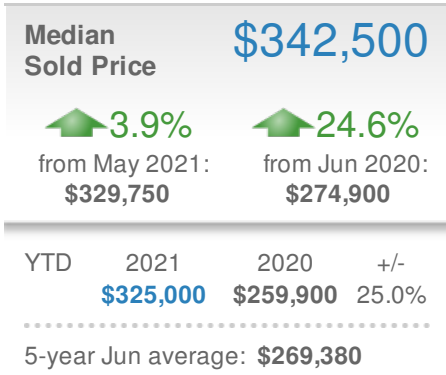 Median $342,500
Sold Price
3.9% 24.6%
from May 2021: from Jun 2020:
$329,750 $274,900
YTD 2021 2020 +/-
$325,000 $259,900 25.0%
5-year Jun average: $269,380